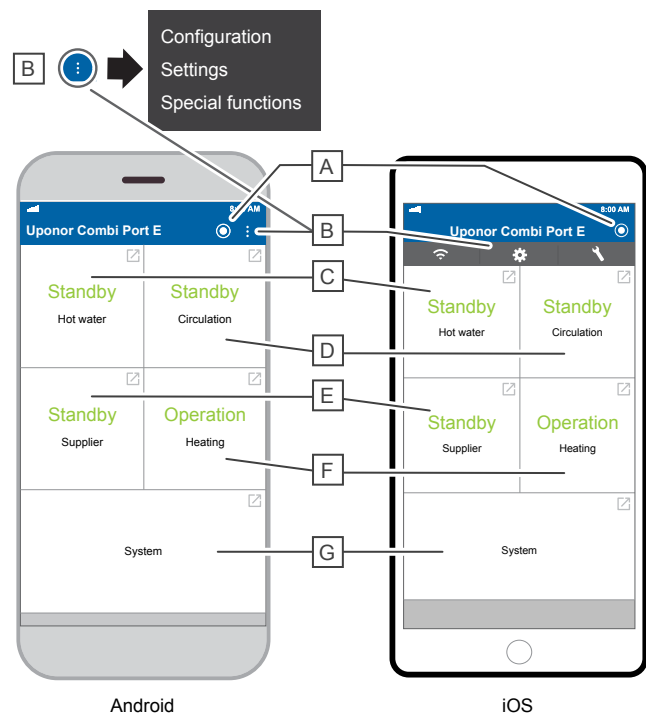 Configuration
B
Settings
Special functions
A
8:00 AM
8:00 AM
Uponor Combi Port E
B
Uponor Combi Port E
C
Standby
Standby
Standby
Standby
Hot water
Circulation
Hot water
Circulation
D
E
Standby
Operation
Standby
Operation
Supplier
Heating
Supplier
Heating
F
System
G
System
Android
iOS